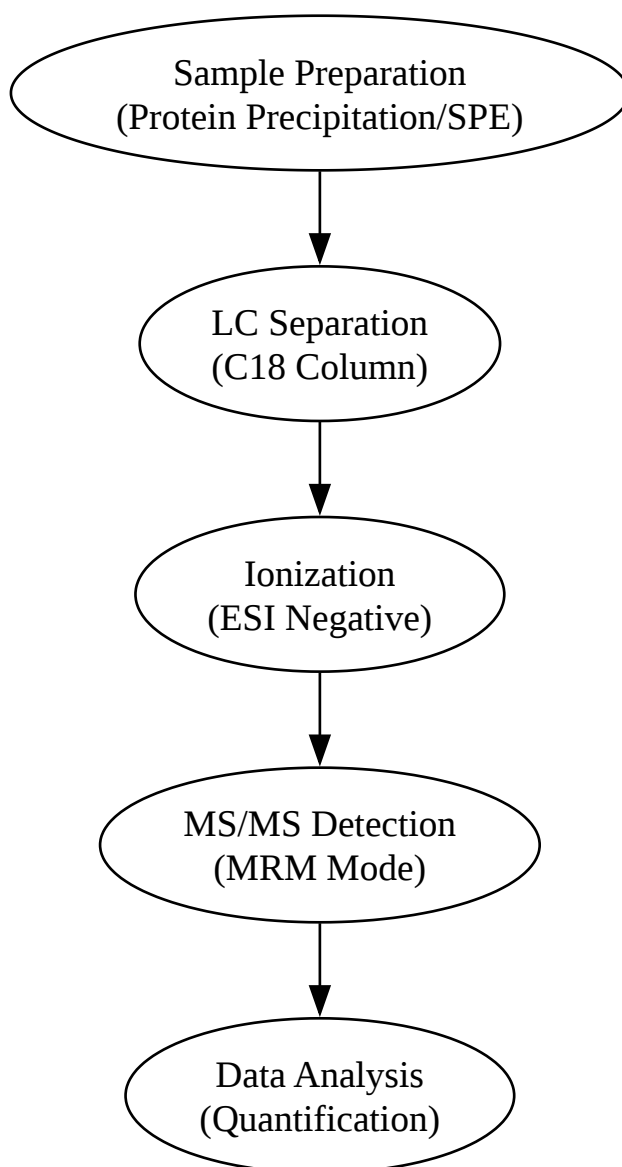 Sample Preparation
(Protein Precipitation/SPE)
LC Separation
(C18 Column)
Ionization
(ESI Negative)
MS/MS Detection
(MRM Mode)
Data Analysis
(Quantification)